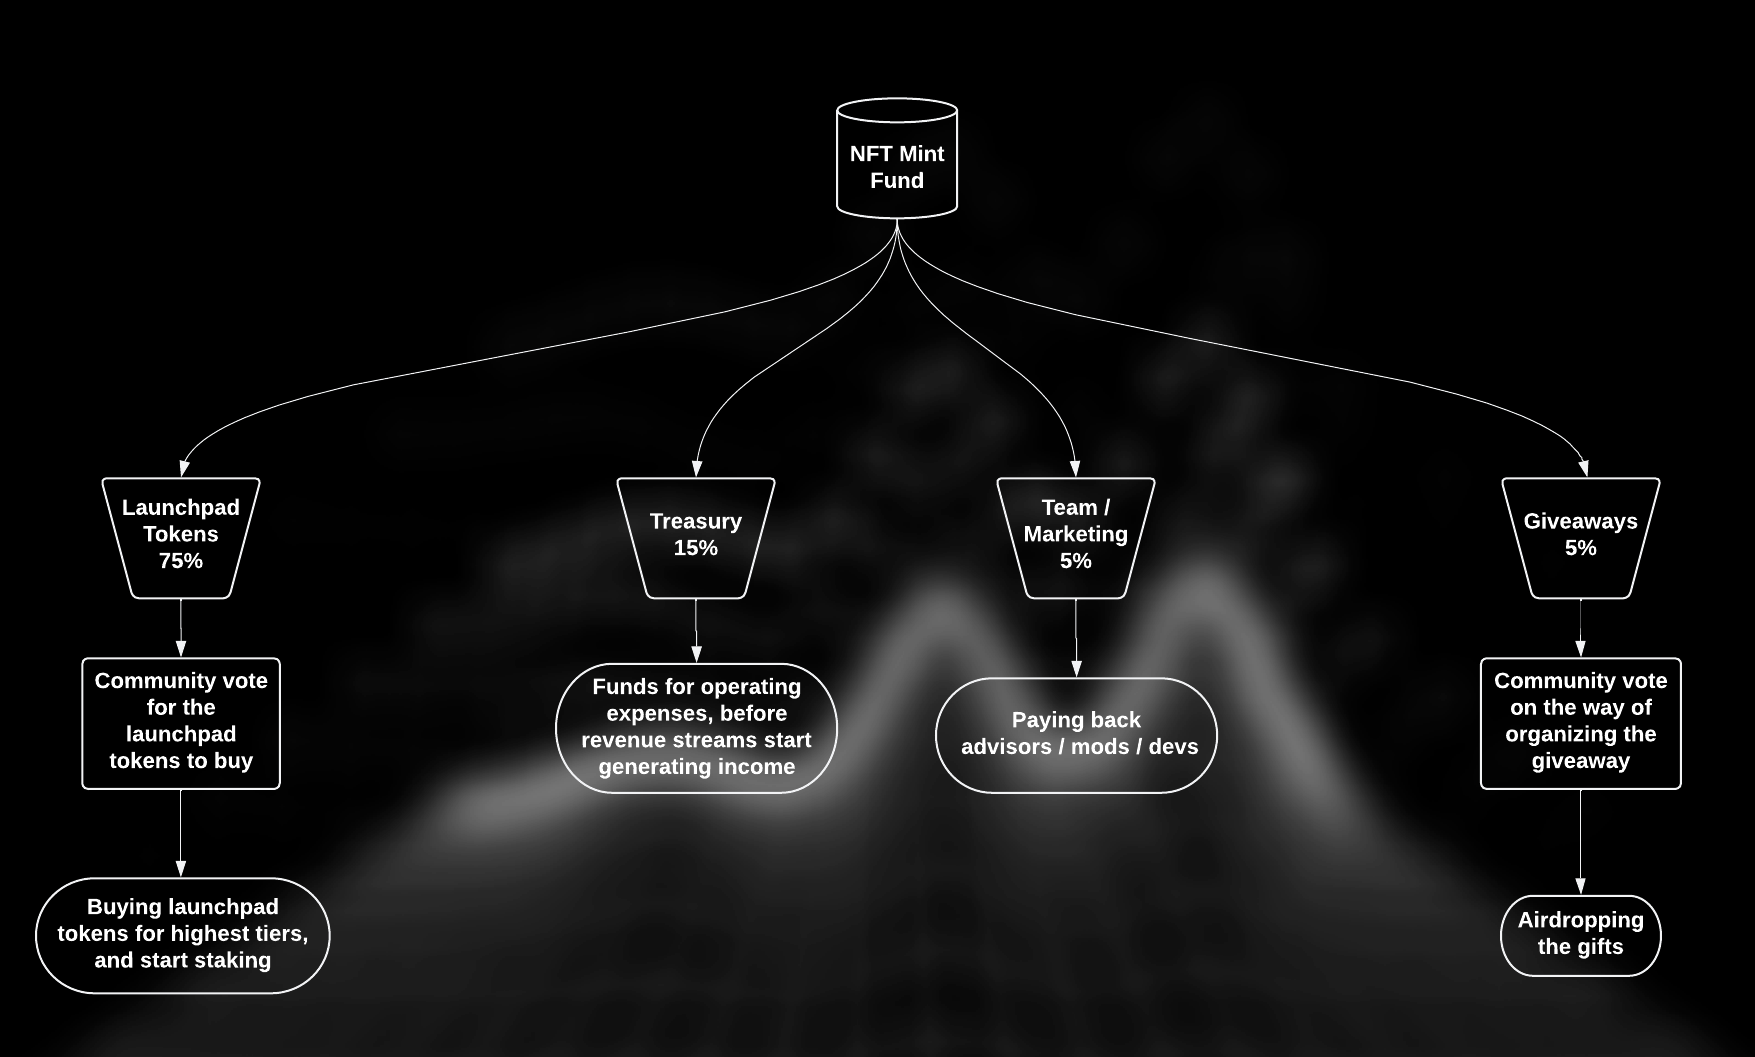 NFT Mint
Fund
Launchpad
Tokens
75%
Treasury
15%
Team /
Marketing
5%
Giveaways
5%
Community vote
for the
launchpad
tokens to buy
Funds for operating
expenses, before
revenue streams start
generating income
Paying back
advisors / mods / devs
Community vote
on the way of
organizing the
giveaway
Buying launchpad
tokens for highest tiers,
and start staking
Airdropping
the gifts